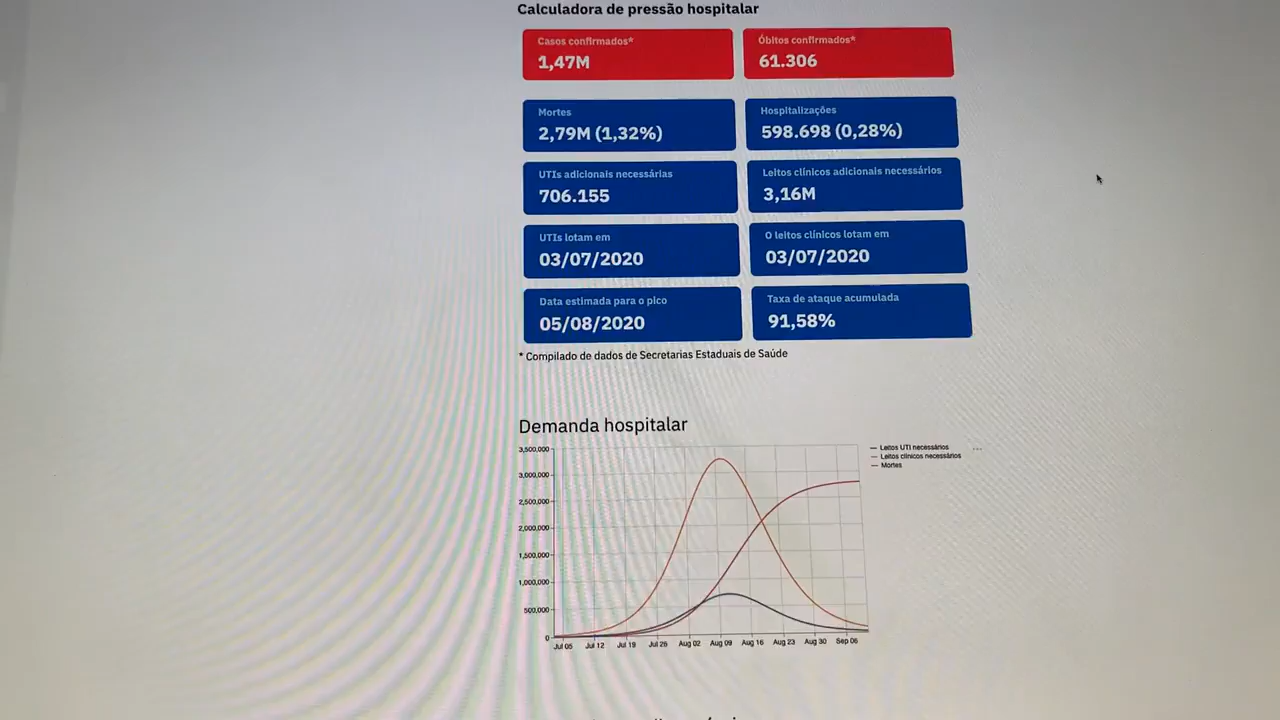 Calculadora de pressão hospitalar
Casos confirmados*
1,47M
Óbitos confirmados*
61.306
Mortes
2,79M (1,32%)
Hospitalizações
598.698 (0,28%)
UTIs adicionais necessárias
706.155
Leitos clínicos adicionais necessários
3,16M
UTIs lotam em
03/07/2020
O leitos clínicos lotam em
03/07/2020
Data estimada para o pico
05/08/2020
Taxa de ataque acumulada
91,58%
* Compilado de dados de Secretarias Estaduais de Saúde
Demanda hospitalar
3,500,000
3,000,000
2,500,000
2,000,000
1,500,000
1,000,000
500,000
0
Jul 05 Jul 12 Jul 19 Jul 26 Aug 02 Aug 09 Aug 16 Aug 23 Aug 30 Sep 06
Leitos UTI necessários
Leitos clínicos necessários
Mortes